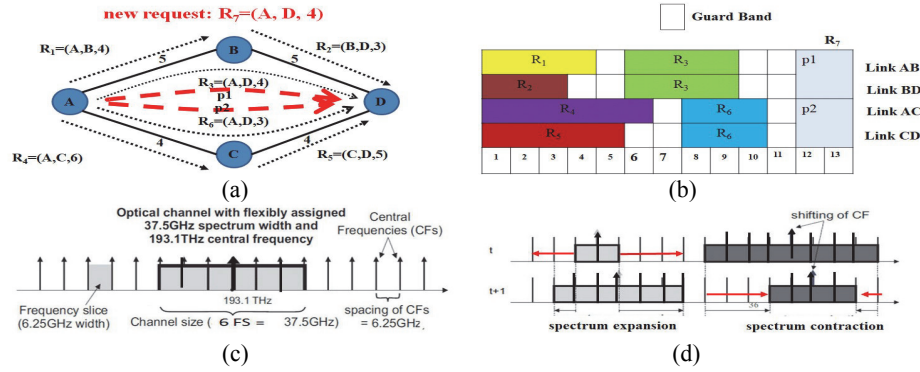 new request: R7=(A, D, 4)
R1=(A,B,4)
B
R2=(B,D,3)
5
5
R3=(A,D,4)
A
p1
p2
D
R6=(A,D,3)
4
4
R4=(A,C,6)
C
R5=(C,D,5)
(a)
Guard Band
R7
R1
R3
p1
Link AB
R2
R3
Link BD
R4
R6
p2
Link AC
R5
R6
Link CD
1 2 3 4 5 6 7 8 9 10 11 12 13
(b)
Optical channel with flexibly assigned
37.5GHz spectrum width and
193.1THz central frequency
Central
Frequencies (CFs)
193.1 THz
Frequency slice
(6.25GHz width)
Channel size ( 6 FS = 37.5GHz)
spacing of CFs
= 6.25GHz
(c)
shifting of CF
t
t+1
36
spectrum expansion
spectrum contraction
(d)